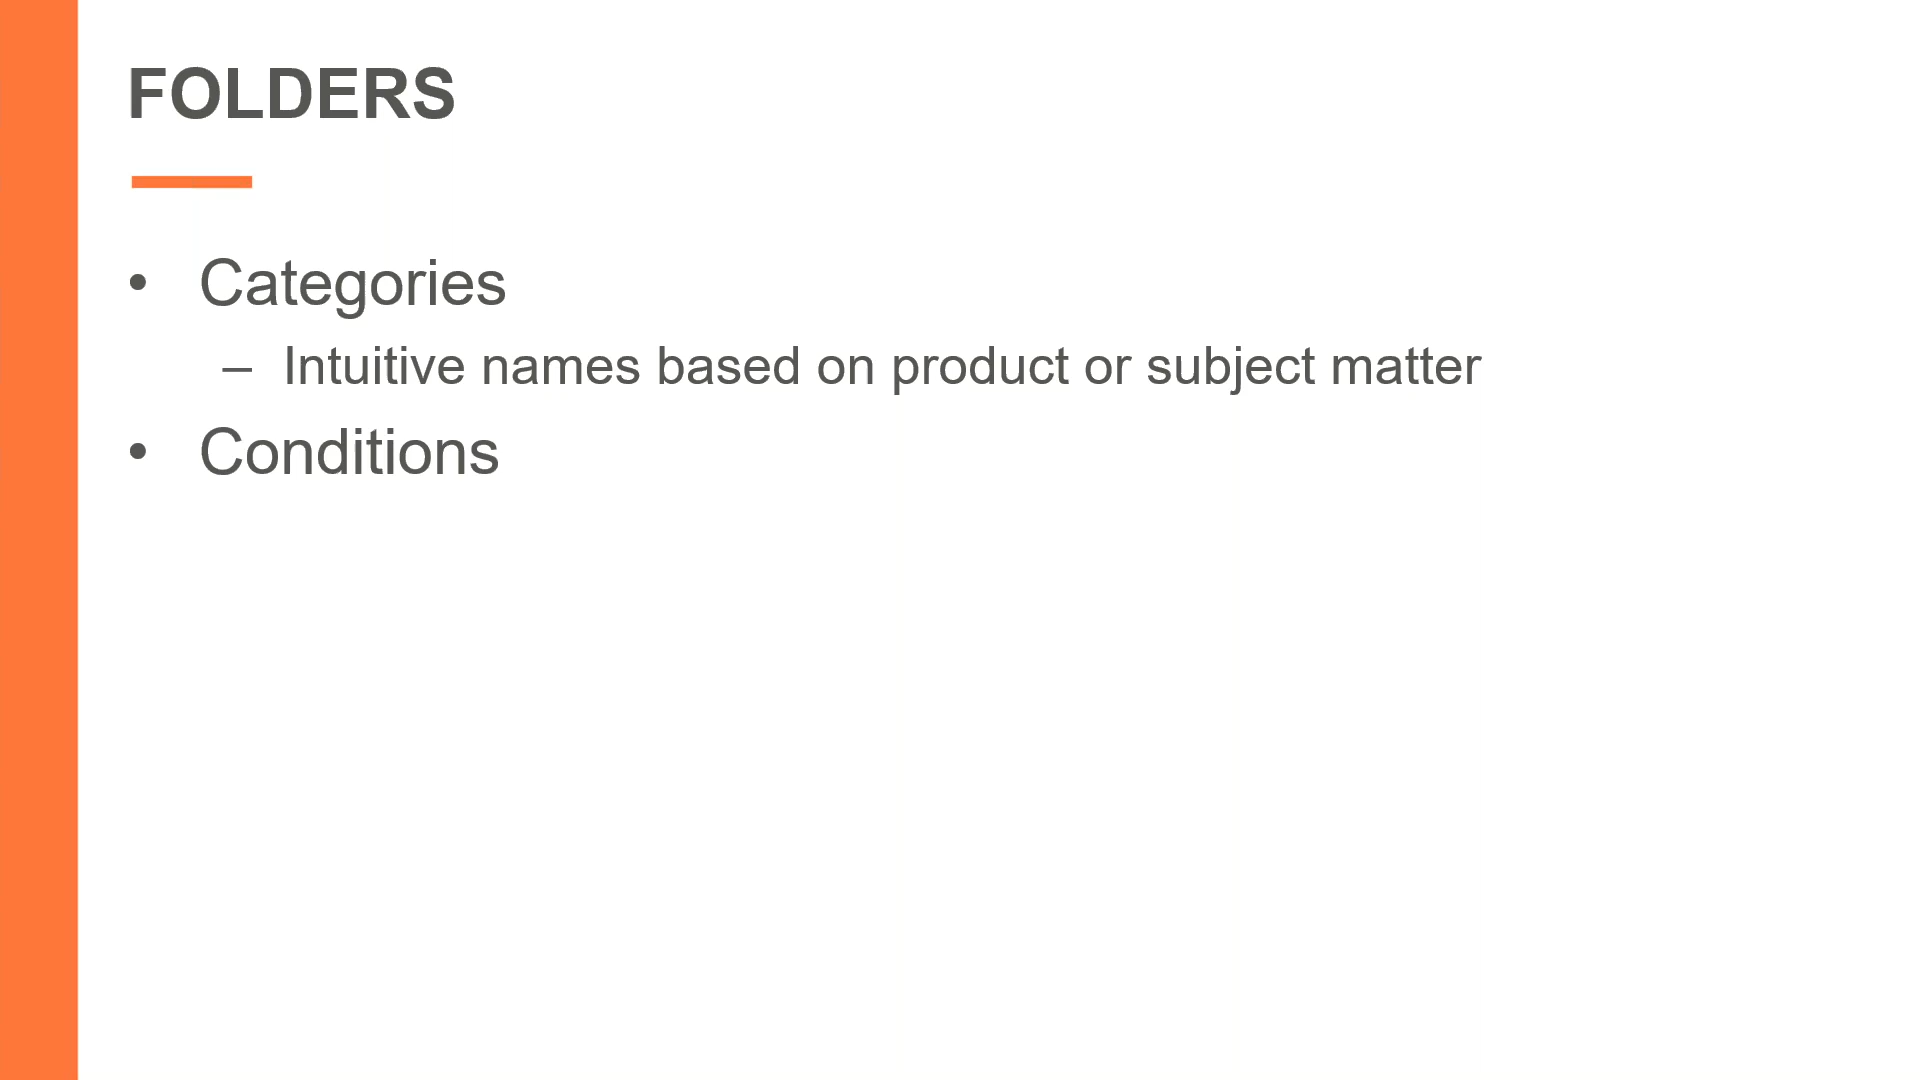 FOLDERS
• Categories
– Intuitive names based on product or subject matter
• Conditions